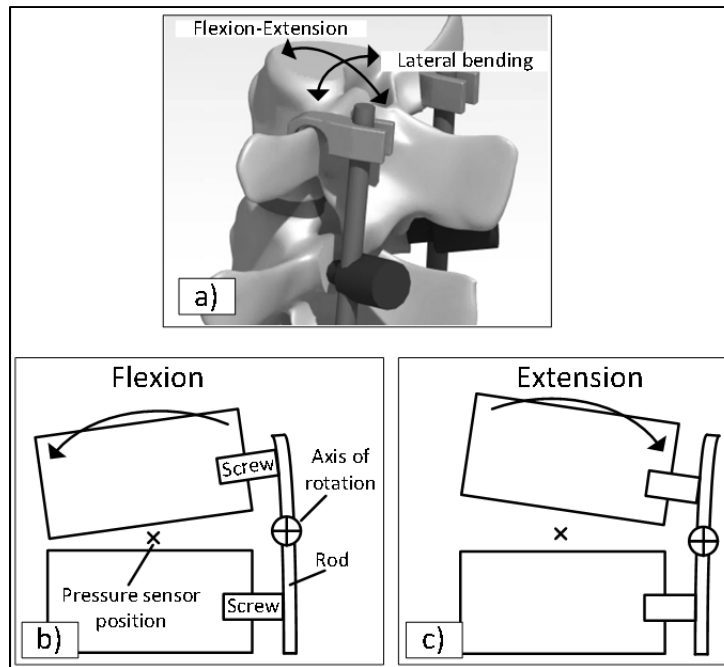 Flexion-Extension
Lateral bending
a)
Flexion
Screw
Axis of
rotation
Rod
Pressure sensor
position
Screw
b)
Extension
c)